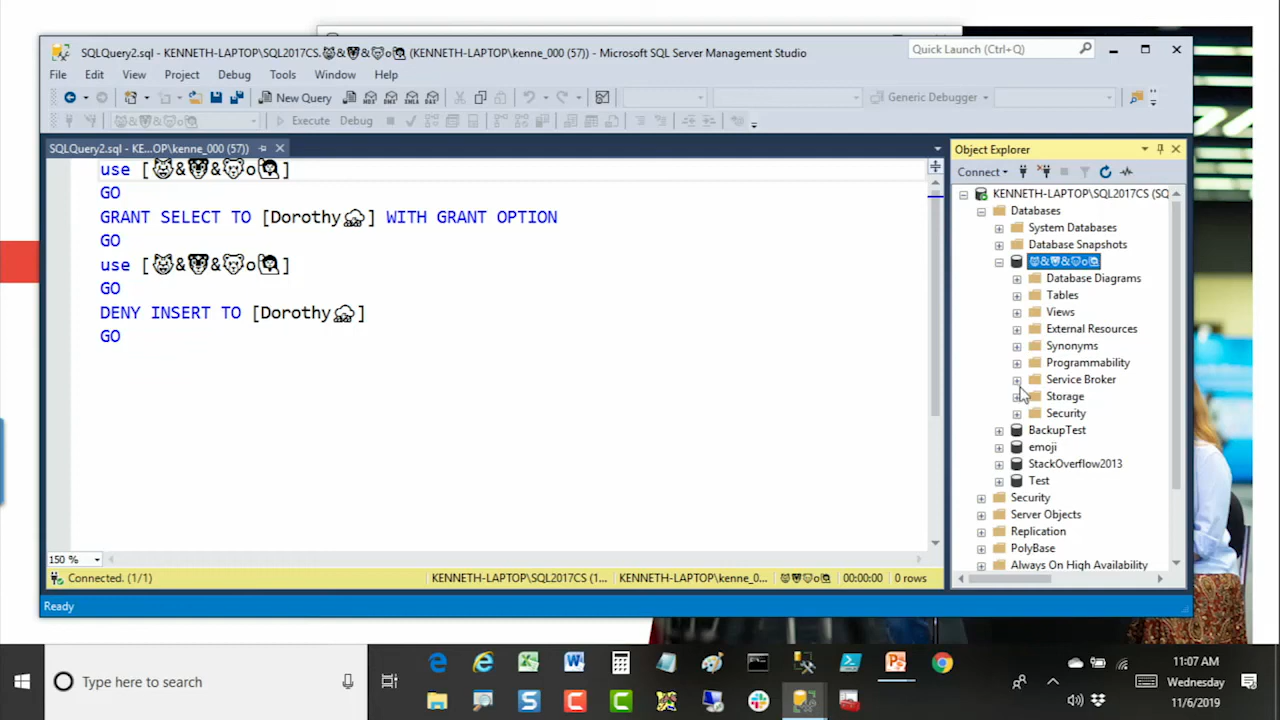 SQLQuery2.sql - KENNETH-LAPTOP\SQL2017CS.🐱&🐯&🐭o🙋 (KENNETH-LAPTOP\kenne_000 (57)) - Microsoft SQL Server Management Studio
Quick Launch (Ctrl+Q)
File Edit View Project Debug Tools Window Help
New Query
Generic Debugger
Execute Debug
SQLQuery2.sql - KE...OP\kenne_000 (57))
Object Explorer
use [🐱&🐯&🐭o🙋]
GO
GRANT SELECT TO [Dorothy🌪] WITH GRANT OPTION
GO
use [🐱&🐯&🐭o🙋]
GO
DENY INSERT TO [Dorothy🌪]
GO
Connect
KENNETH-LAPTOP\SQL2017CS (SQ
Databases
System Databases
Database Snapshots
🐱&🐯&🐭o🙋
Database Diagrams
Tables
Views
External Resources
Synonyms
Programmability
Service Broker
Storage
Security
BackupTest
emoji
StackOverflow2013
Test
Security
Server Objects
Replication
PolyBase
Always On High Availability
150 %
Connected. (1/1)
KENNETH-LAPTOP\SQL2017CS (1... KENNETH-LAPTOP\kenne_0... 🐱&🐯&🐭o🙋 00:00:00 0 rows
Ready
Type here to search
11:07 AM
Wednesday
11/6/2019